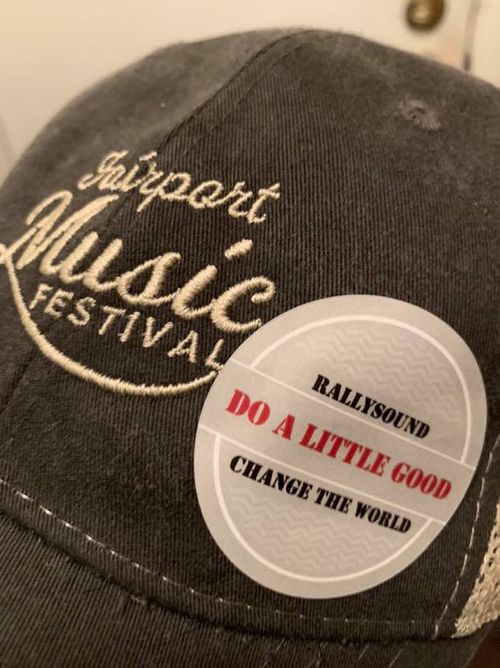 Fairport
Music
FESTIVAL
RALLYSOUND
DO A LITTLE GOOD
CHANGE THE WORLD